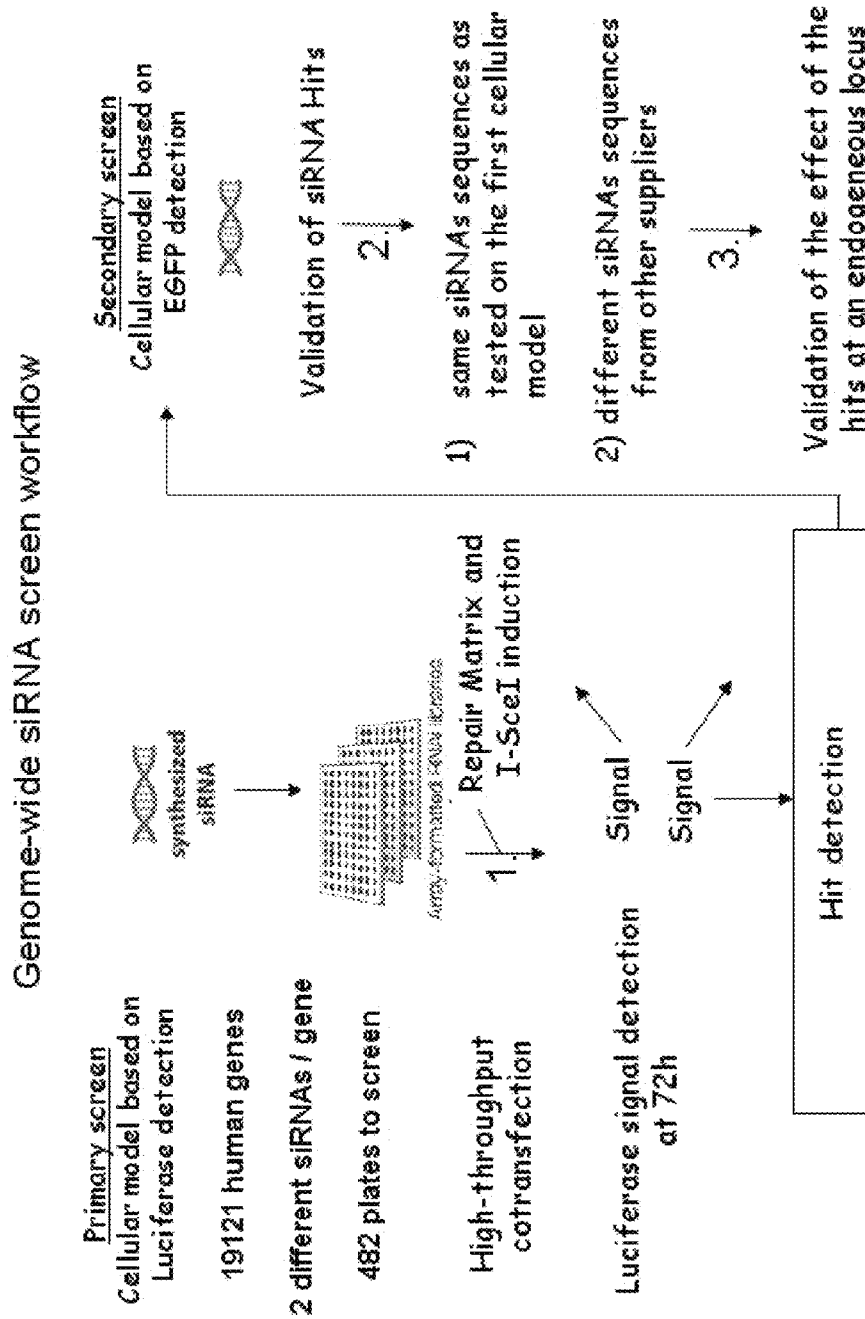 Genome-wide siRNA screen workflow
Primary screen
Cellular model based on
Luciferase detection
19121 human genes
2 different siRNAs / gene
482 plates to screen
High-throughput
cotransfection
Luciferase signal detection
at 72h
synthesized
siRNA
Array-formatted RNAi libraries
1.
Repair Matrix and
I-SceI induction
Signal
Signal
Hit detection
Secondary screen
Cellular model based on
EGFP detection
Validation of siRNA Hits
2.
1) same siRNAs sequences as
tested on the first cellular
model
2) different siRNAs sequences
from other suppliers
3.
Validation of the effect of the
hits at an endogeneous locus